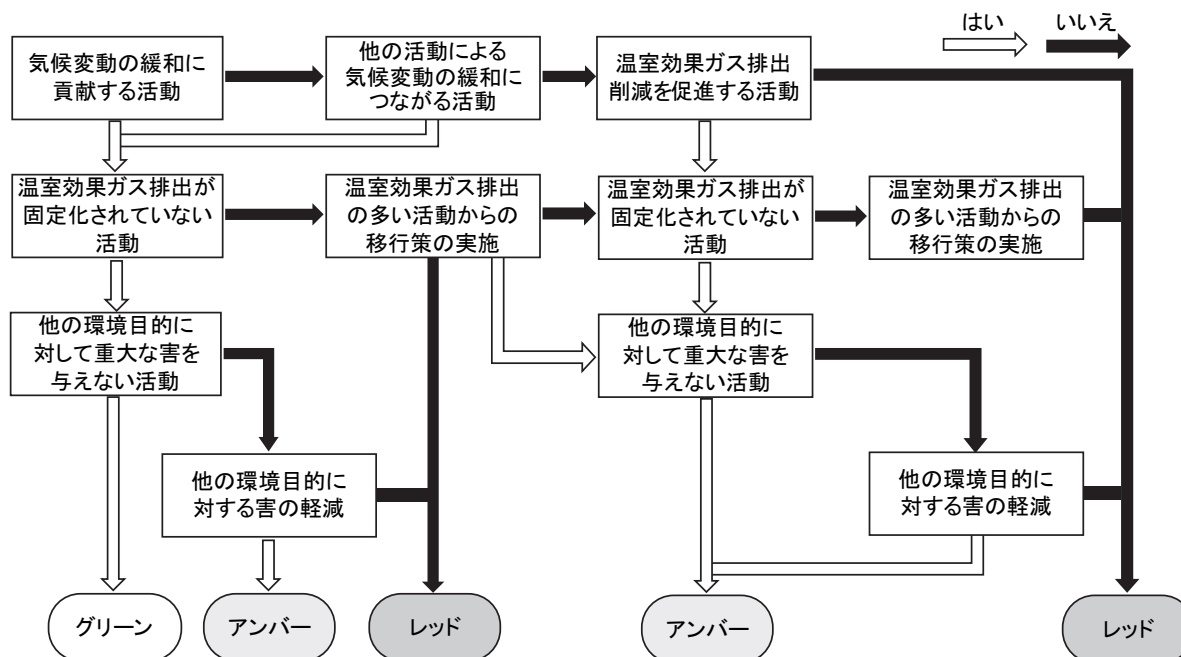 はい
いいえ
気候変動の緩和に
貢献する活動
他の活動による
気候変動の緩和に
つながる活動
温室効果ガス排出
削減を促進する活動
温室効果ガス排出が
固定化されていない
活動
温室効果ガス排出
の多い活動からの
移行策の実施
温室効果ガス排出が
固定化されていない
活動
温室効果ガス排出
の多い活動からの
移行策の実施
他の環境目的に
対して重大な害を
与えない活動
他の環境目的に
対して重大な害を
与えない活動
他の環境目的に
対する害の軽減
他の環境目的に
対する害の軽減
グリーン
アンバー
レッド
アンバー
レッド